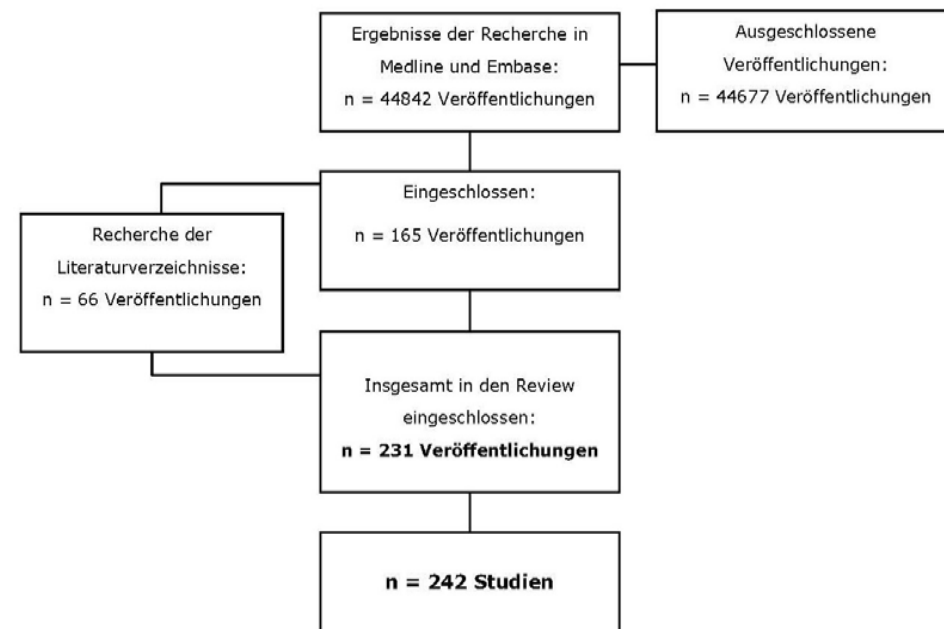 Ergebnisse der Recherche in
Medline und Embase:
n = 44842 Veröffentlichungen
Ausgeschlossene
Veröffentlichungen:
n = 44677 Veröffentlichungen
Eingeschlossen:
n = 165 Veröffentlichungen
Recherche der
Literaturverzeichnisse:
n = 66 Veröffentlichungen
Insgesamt in den Review
eingeschlossen:
n = 231 Veröffentlichungen
n = 242 Studien